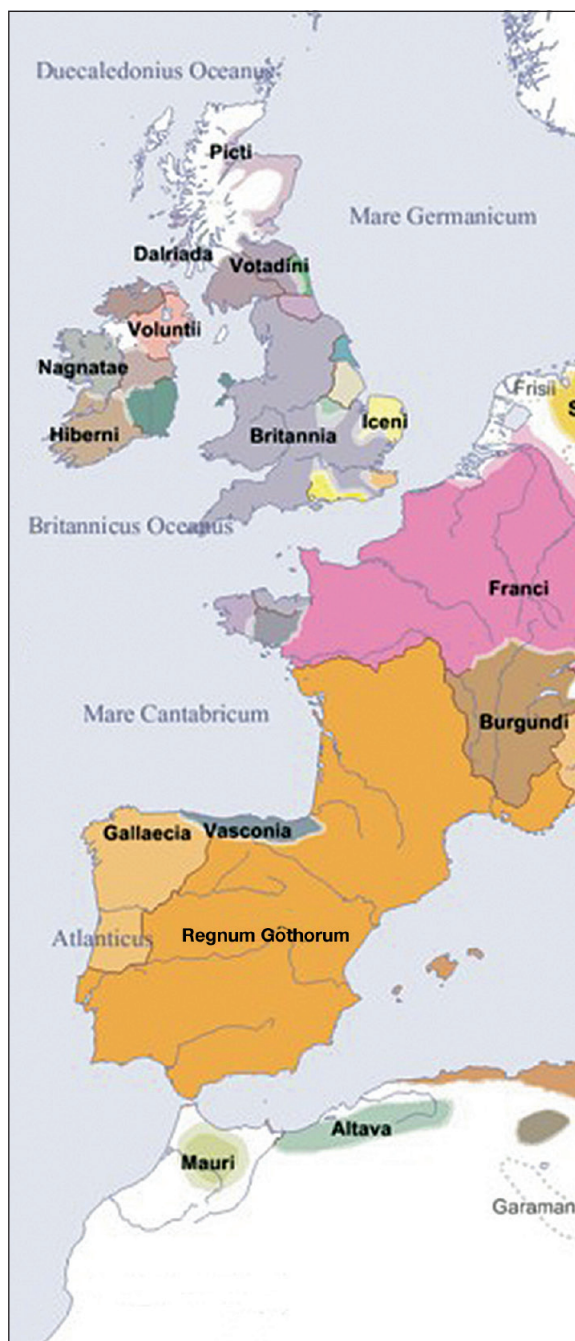 Duecaledonius Oceanus
Picti
Mare Germanicum
Dalriada
Votadini
Voluntii
Nagnatae
Frisii
S
Iceni
Hiberni
Britannia
Britannicus Oceanus
Franci
Mare Cantabricum
Burgundi
Gallaecia
Vasconia
Atlanticus
Regnum Gothorum
Altava
Mauri
Garaman